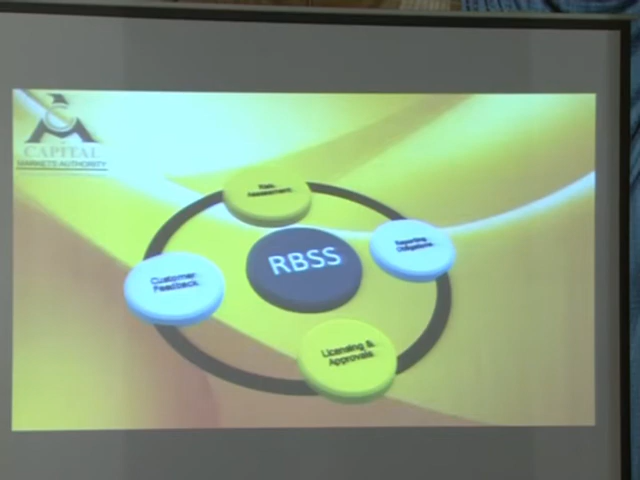 CAPITAL
MARKETS AUTHORITY
Risk
Assessment
Reporting
Obligations
RBSS
Customer
Feedback
Licensing &
Approvals